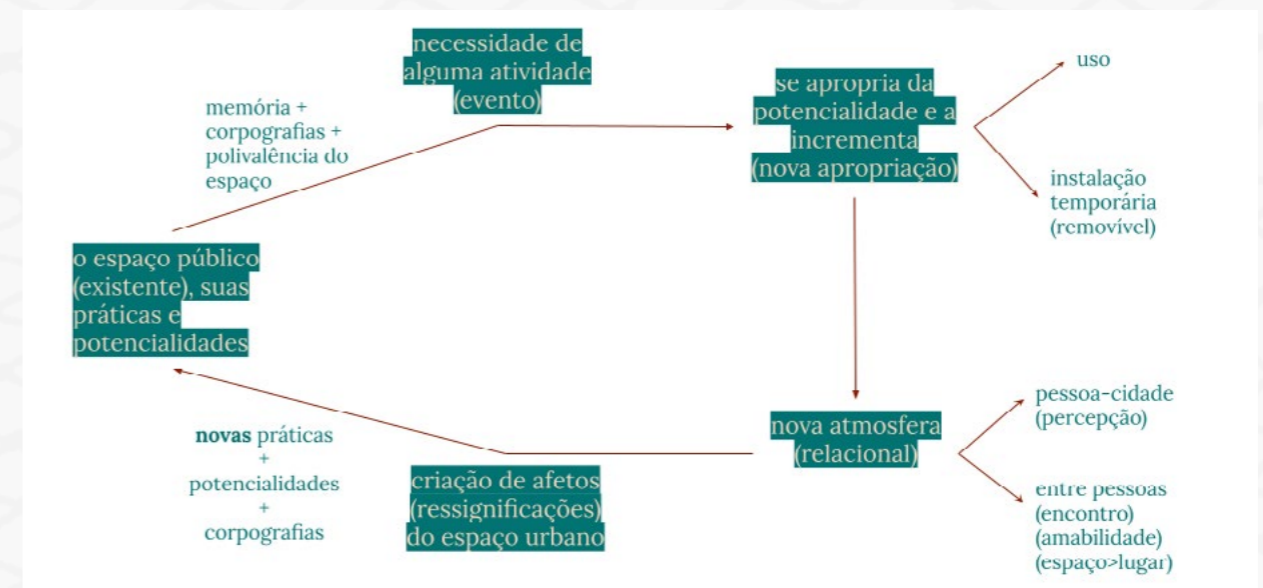 necessidade de
alguma atividade
(evento)
memória +
corpografias +
polivalência do
espaço
se apropria da
potencialidade e a
incrementa
(nova apropriação)
uso
instalação
temporária
(removível)
o espaço público
(existente), suas
práticas e
potencialidades
nova atmosfera
(relacional)
pessoa-cidade
(percepção)
entre pessoas
(encontro)
(amabilidade)
(espaço>lugar)
criação de afetos
(ressignificações)
do espaço urbano
novas práticas
+
potencialidades
+
corpografias